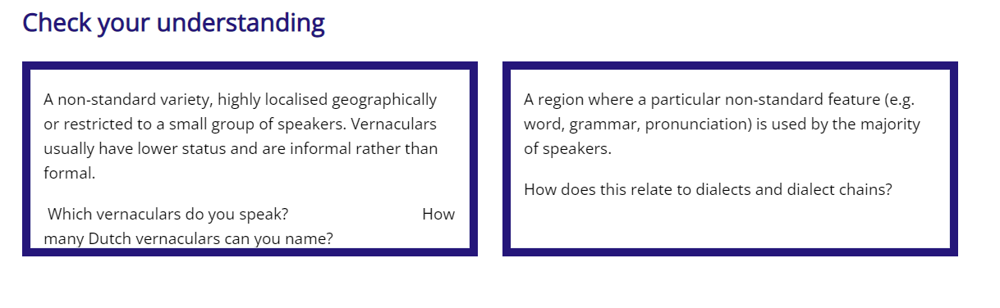 Check your understanding
A non-standard variety, highly localised geographically
or restricted to a small group of speakers. Vernaculars
usually have lower status and are informal rather than
formal.
Which vernaculars do you speak? How
many Dutch vernaculars can you name?
A region where a particular non-standard feature (e.g.
word, grammar, pronunciation) is used by the majority
of speakers.
How does this relate to dialects and dialect chains?